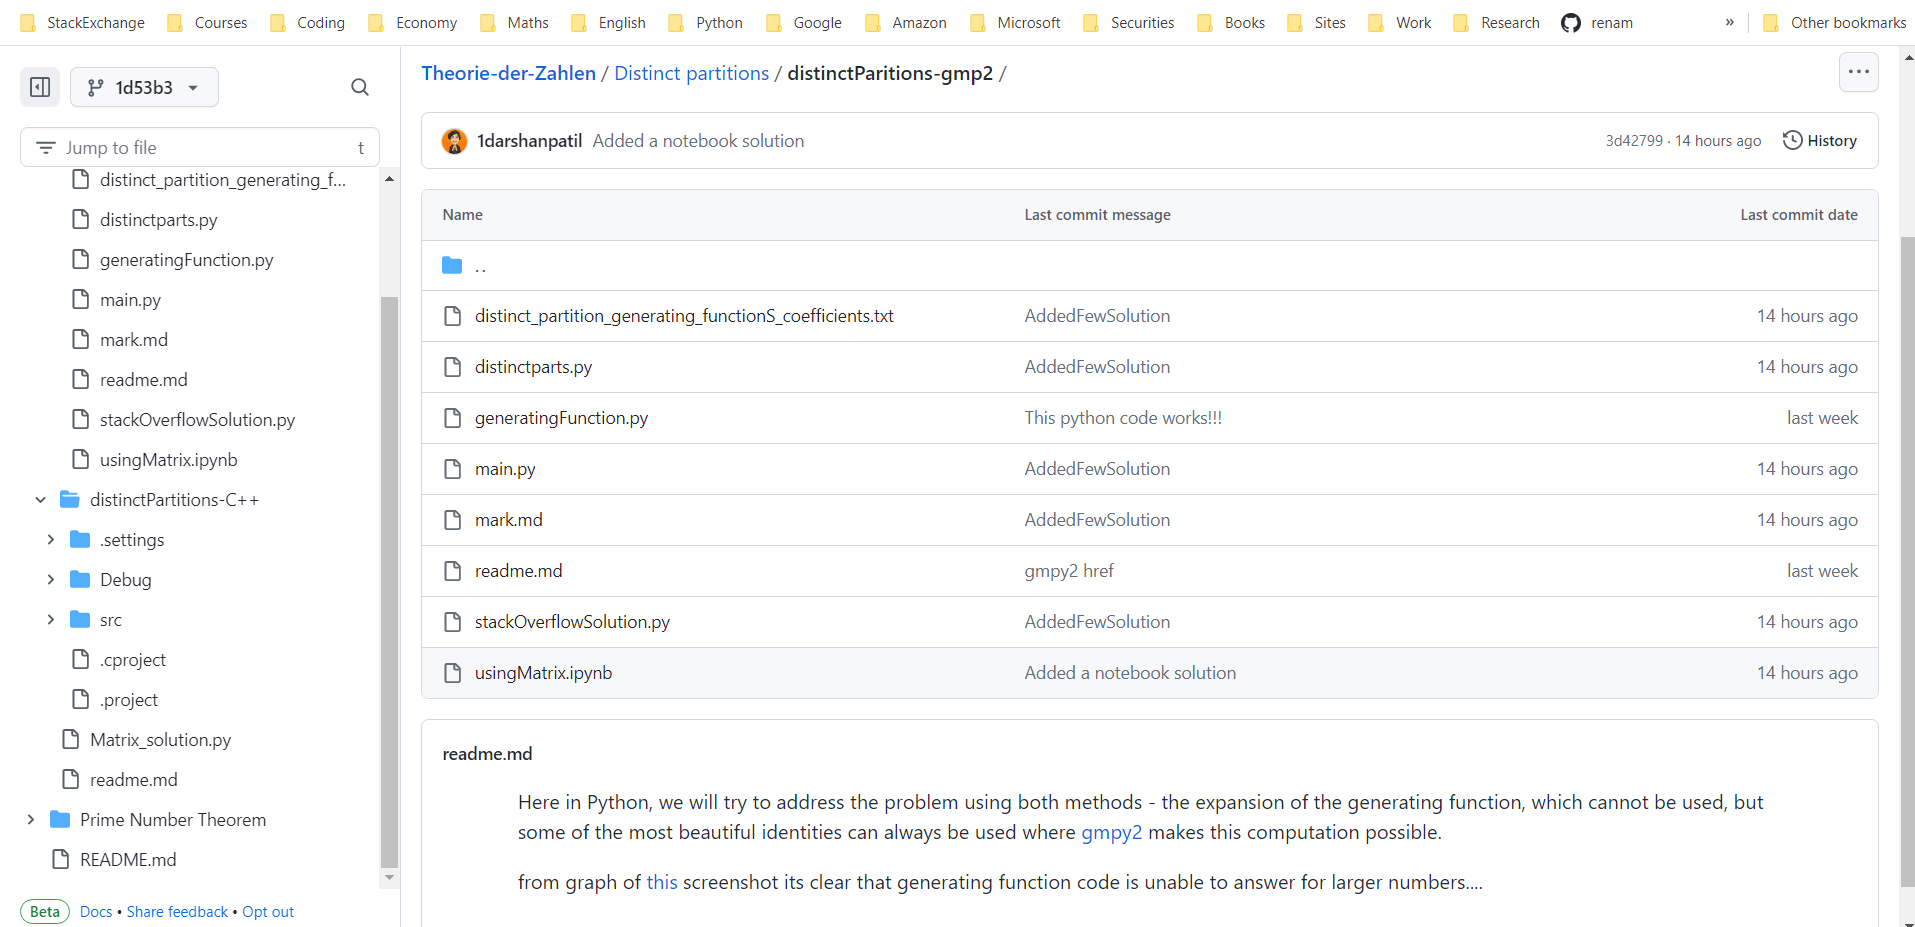 StackExchange Courses Coding Economy Maths English Python Google Amazon Microsoft Securities Books Sites Work Research renam » Other bookmarks
1d53b3
Jump to file t
distinct_partition_generating_f...
distinctparts.py
generatingFunction.py
main.py
mark.md
readme.md
stackOverflowSolution.py
usingMatrix.ipynb
distinctPartitions-C++
.settings
Debug
src
.cproject
.project
Matrix_solution.py
readme.md
Prime Number Theorem
README.md
Beta Docs • Share feedback • Opt out
Theorie-der-Zahlen / Distinct partitions / distinctParitions-gmp2 /
1darshanpatil Added a notebook solution 3d42799 · 14 hours ago History
Name Last commit message Last commit date
..
distinct_partition_generating_functionS_coefficients.txt AddedFewSolution 14 hours ago
distinctparts.py AddedFewSolution 14 hours ago
generatingFunction.py This python code works!!! last week
main.py AddedFewSolution 14 hours ago
mark.md AddedFewSolution 14 hours ago
readme.md gmpy2 href last week
stackOverflowSolution.py AddedFewSolution 14 hours ago
usingMatrix.ipynb Added a notebook solution 14 hours ago
readme.md
Here in Python, we will try to address the problem using both methods - the expansion of the generating function, which cannot be used, but
some of the most beautiful identities can always be used where gmpy2 makes this computation possible.
from graph of this screenshot its clear that generating function code is unable to answer for larger numbers....